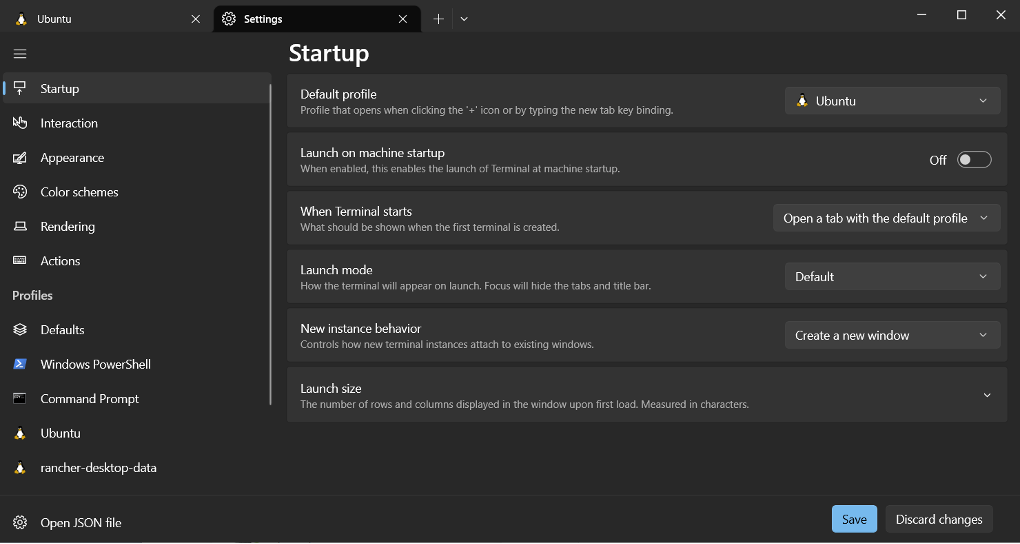 Ubuntu
Settings
Startup
Interaction
Appearance
Color schemes
Rendering
Actions
Profiles
Defaults
Windows PowerShell
Command Prompt
Ubuntu
rancher-desktop-data
Open JSON file
Startup
Default profile
Profile that opens when clicking the '+' icon or by typing the new tab key binding.
Ubuntu
Launch on machine startup
When enabled, this enables the launch of Terminal at machine startup.
Off
When Terminal starts
What should be shown when the first terminal is created.
Open a tab with the default profile
Launch mode
How the terminal will appear on launch. Focus will hide the tabs and title bar.
Default
New instance behavior
Controls how new terminal instances attach to existing windows.
Create a new window
Launch size
The number of rows and columns displayed in the window upon first load. Measured in characters.
Save
Discard changes